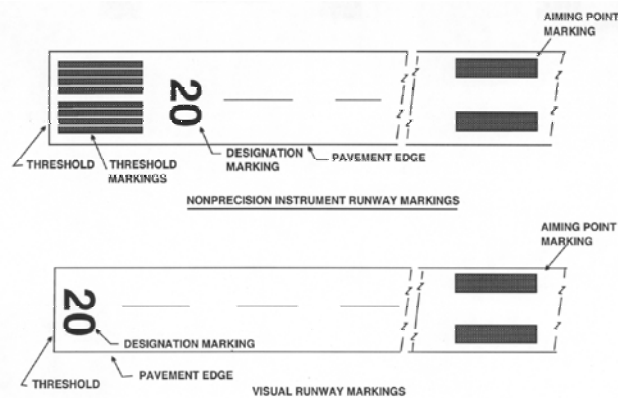 AIMING POINT
MARKING
20
DESIGNATION
MARKING
PAVEMENT EDGE
THRESHOLD
THRESHOLD
MARKINGS
NONPRECISION INSTRUMENT RUNWAY MARKINGS
AIMING POINT
MARKING
20
DESIGNATION MARKING
PAVEMENT EDGE
THRESHOLD
VISUAL RUNWAY MARKINGS